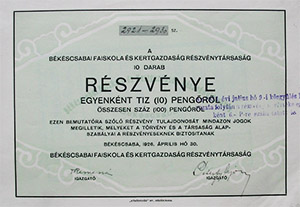 A
BÉKÉSCSABAI FAISKOLA ÉS KERTGAZDASÁG RÉSZVÉNYTÁRSASÁG
10 DARAB
RÉSZVÉNYE
EGYENKÉNT TIZ (10) PENGŐRŐL
ÖSSZESEN SZÁZ (100) PENGŐRŐL
EZEN BEMUTATÓRA SZÓLÓ RÉSZVÉNY TULAJDONOSÁT MINDAZON JOGOK
MEGILLETIK, MELYEKET A TÖRVÉNY ÉS A TÁRSASÁG ALAP-
SZABÁLYAI A RÉSZVÉNYESEKNEK BIZTOSITANAK
BÉKÉSCSABA, 1926. ÁPRILIS HÓ 30.
BÉKÉSCSABAI FAISKOLA ÉS KERTGAZDASÁG RÉSZVÉNYTÁRSASÁG
IGAZGATÓ
IGAZGATÓ